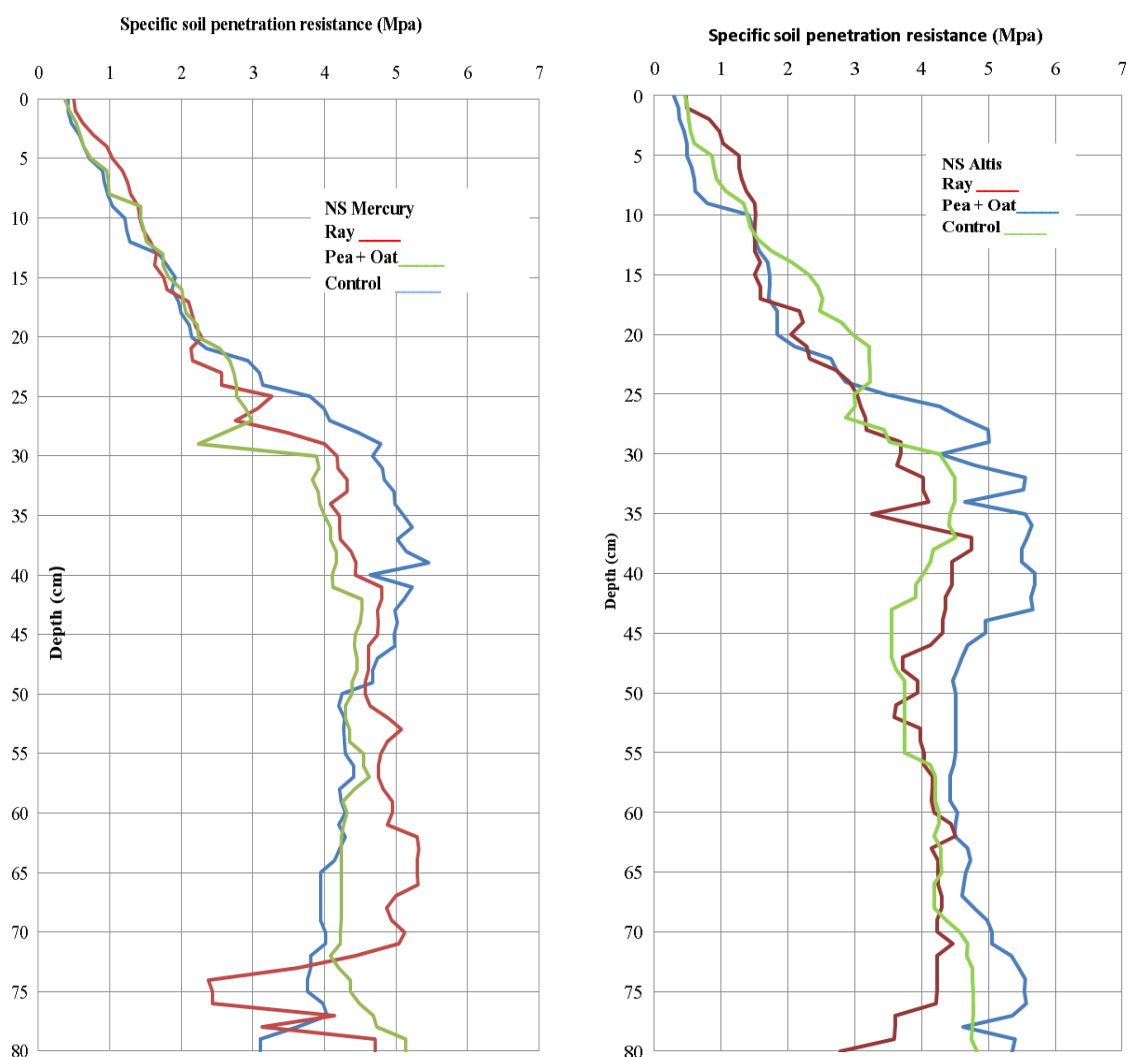 Specific soil penetration resistance (Mpa)
0 1 2 3 4 5 6 7
0
5
10
15
20
25
30
35
40
45
50
55
60
65
70
75
80
Depth (cm)
NS Mercury
Ray
Pea + Oat
Control
Specific soil penetration resistance (Mpa)
0 1 2 3 4 5 6 7
0
5
10
15
20
25
30
35
40
45
50
55
60
65
70
75
80
Depth (cm)
NS Altis
Ray
Pea + Oat
Control